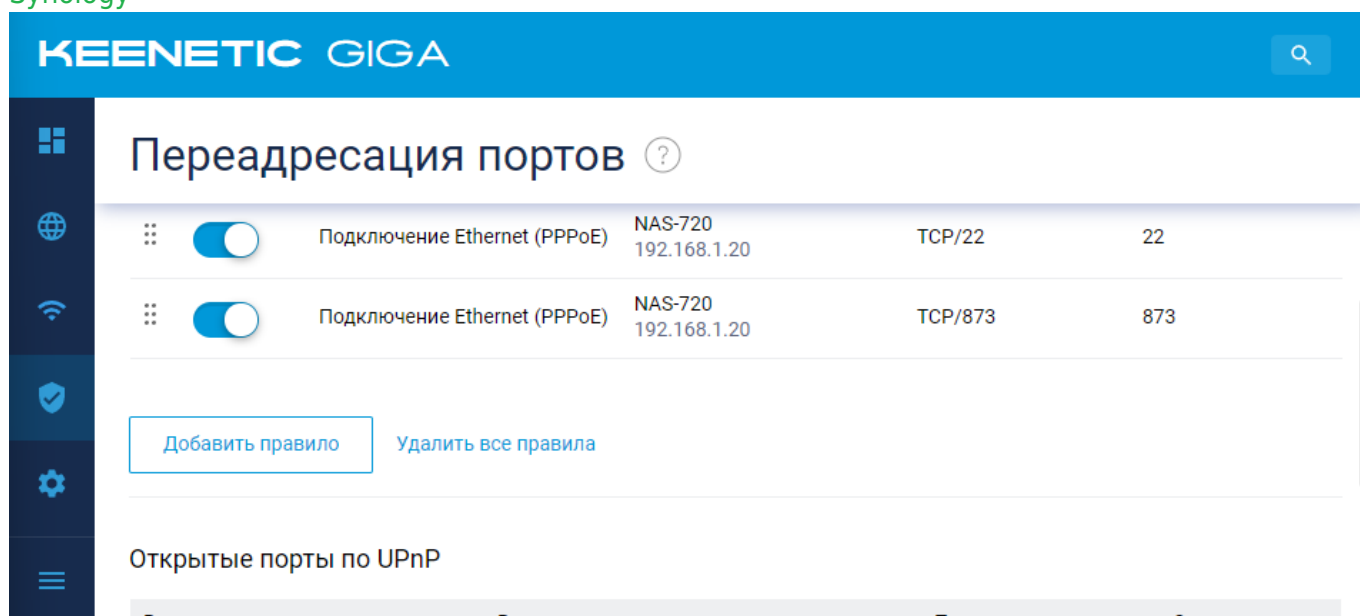 Synology
KEENETIC GIGA
Переадресация портов ?
Подключение Ethernet (PPPoE) NAS-720 192.168.1.20 TCP/22 22
Подключение Ethernet (PPPoE) NAS-720 192.168.1.20 TCP/873 873
Добавить правило Удалить все правила
Открытые порты по UPnP